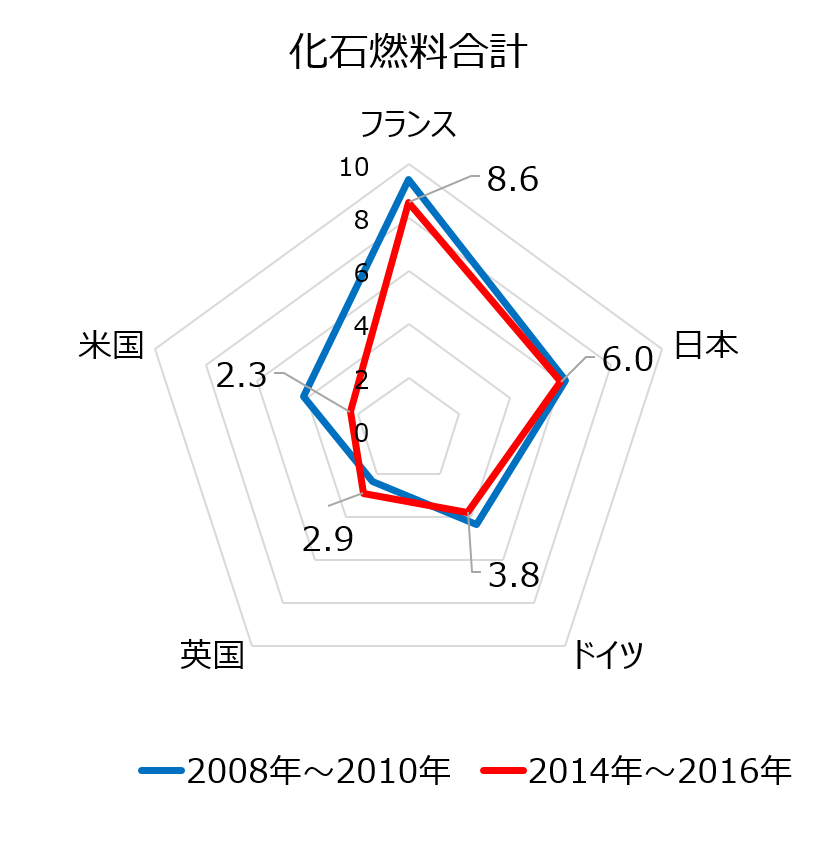 化石燃料合計
フランス
10
8.6
8
6
4
米国
日本
6.0
2.3
2
0
2.9
3.8
英国
ドイツ
2008年～2010年
2014年～2016年